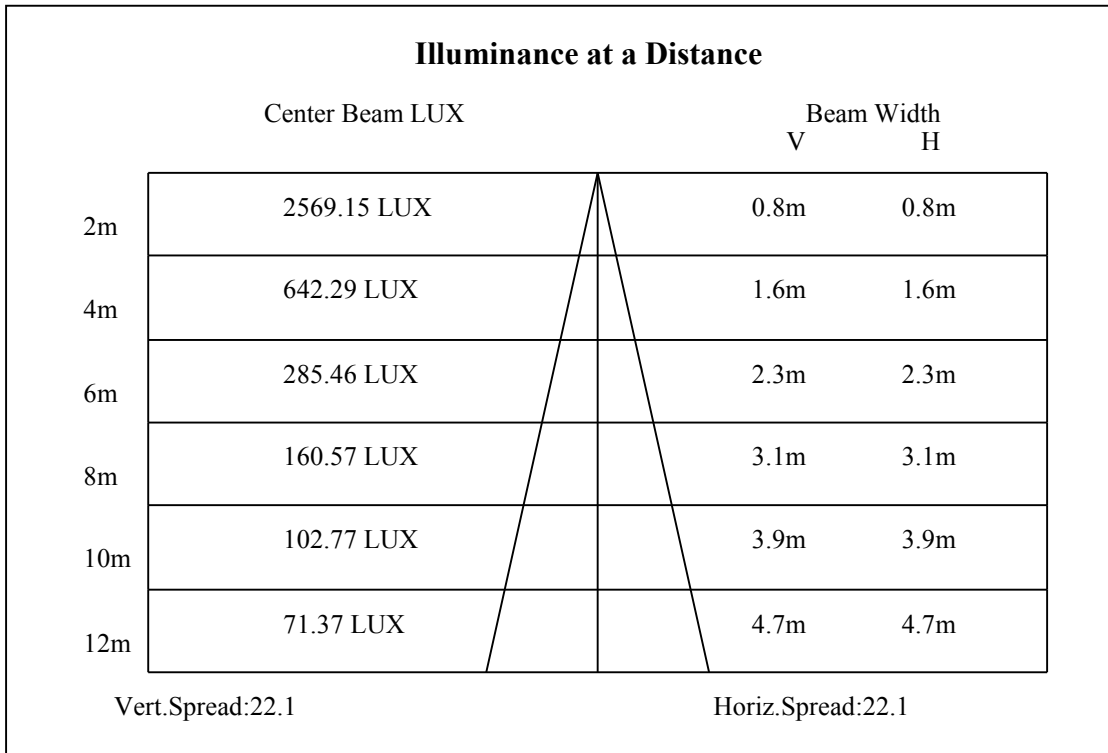 Illuminance at a Distance
Center Beam LUX Beam Width
V H
2m 2569.15 LUX 0.8m 0.8m
4m 642.29 LUX 1.6m 1.6m
6m 285.46 LUX 2.3m 2.3m
8m 160.57 LUX 3.1m 3.1m
10m 102.77 LUX 3.9m 3.9m
12m 71.37 LUX 4.7m 4.7m
Vert.Spread:22.1 Horiz.Spread:22.1